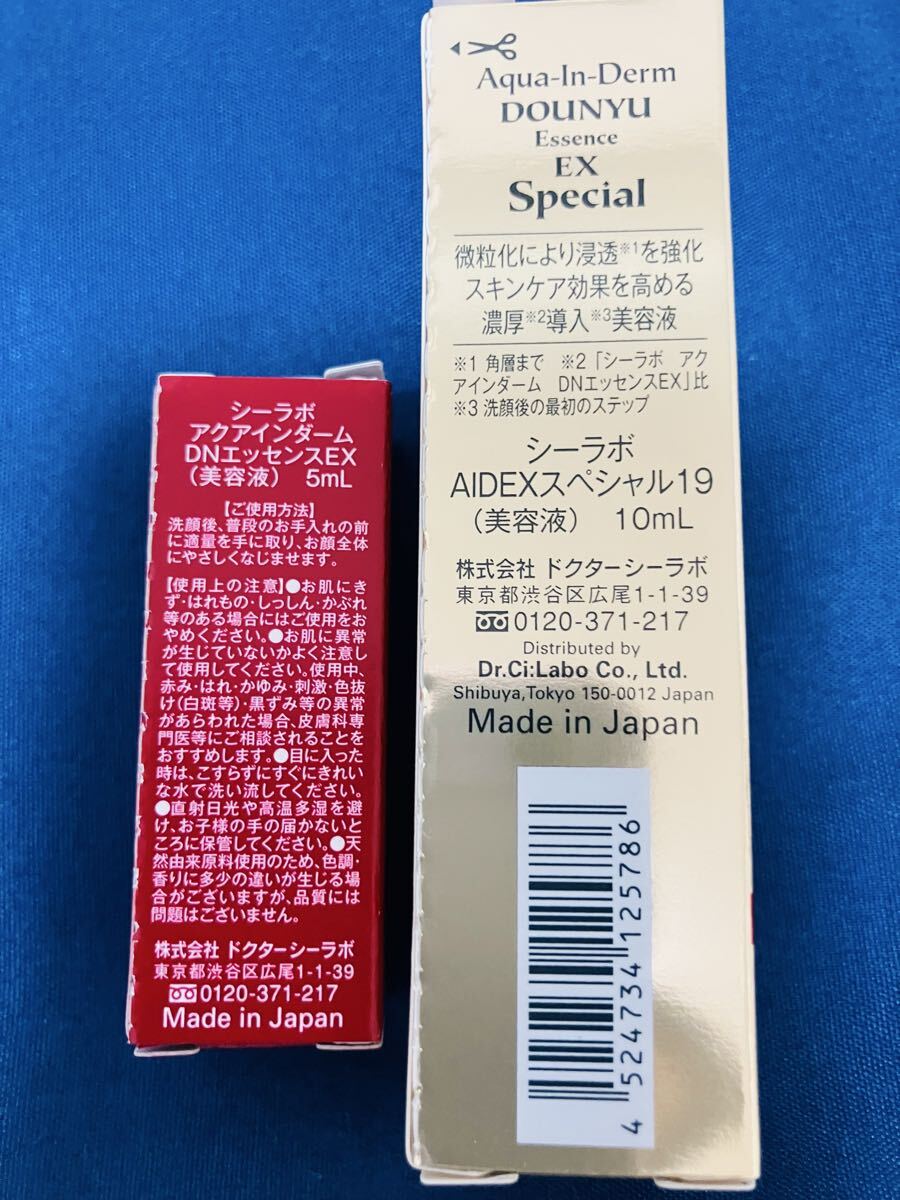 シーラボ
アクアインダーム
DNエッセンスEX
（美容液） 5mL
【ご使用方法】
洗顔後、普段のお手入れの前
に適量を手に取り、お顔全体
にやさしくなじませます。
【使用上の注意】●お肌にき
ず・はれもの・しっしん・かぶれ
等のある場合にはご使用をお
やめください。●お肌に異常
が生じていないかよく注意し
て使用してください。使用中、
赤み・はれ・かゆみ・刺激・色抜
け(白斑等)・黒ずみ等の異常
があらわれた場合、皮膚科専
門医等にご相談されることを
おすすめします。●目に入った
時は、こすらずにすぐにきれい
な水で洗い流してください。
●直射日光や高温多湿を避
け、お子様の手の届かないと
ころに保管してください。●天
然由来原料使用のため、色調・
香りに多少の違いが生じる場
合がございますが、品質には
問題はございません。
株式会社 ドクターシーラボ
東京都渋谷区広尾1-1-39
0120-371-217
Made in Japan
Aqua-In-Derm
DOUNYU
Essence
EX
Special
微粒化により浸透※1を強化
スキンケア効果を高める
濃厚※2導入※3美容液
※1 角層まで ※2「シーラボ アク
アインダーム DNエッセンスEX」比
※3 洗顔後の最初のステップ
シーラボ
AIDEXスペシャル19
（美容液） 10mL
株式会社 ドクターシーラボ
東京都渋谷区広尾1-1-39
0120-371-217
Distributed by
Dr.Ci:Labo Co., Ltd.
Shibuya,Tokyo 150-0012 Japan
Made in Japan
4 524734 125786